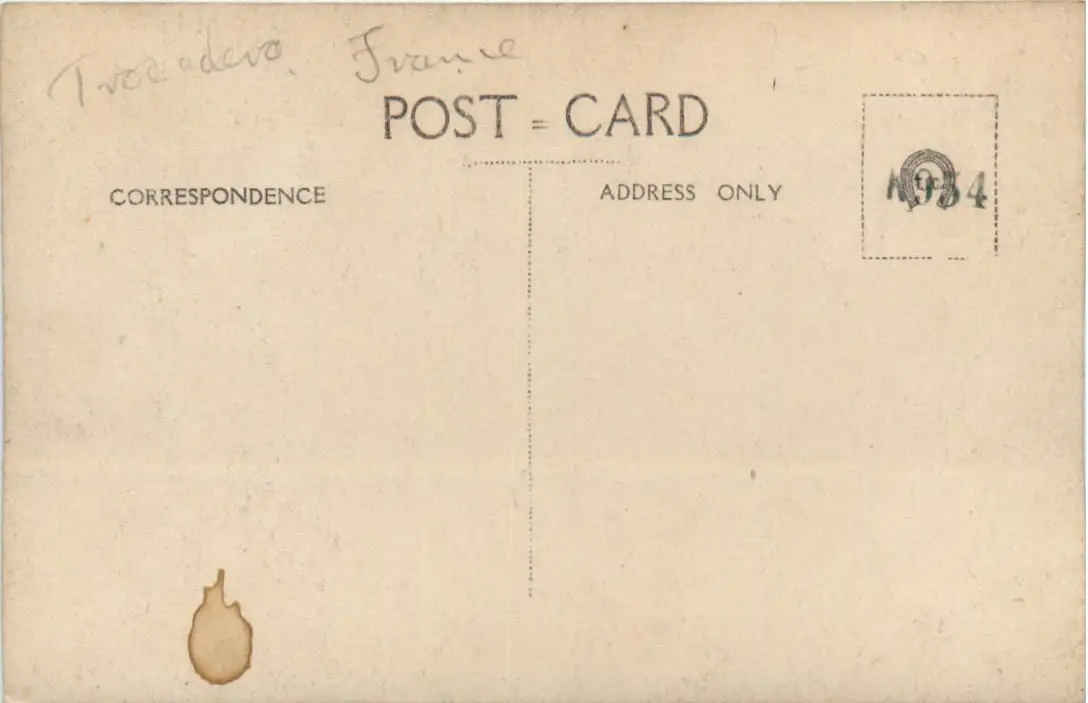 Trocadero. France
POST = CARD
CORRESPONDENCE
ADDRESS ONLY